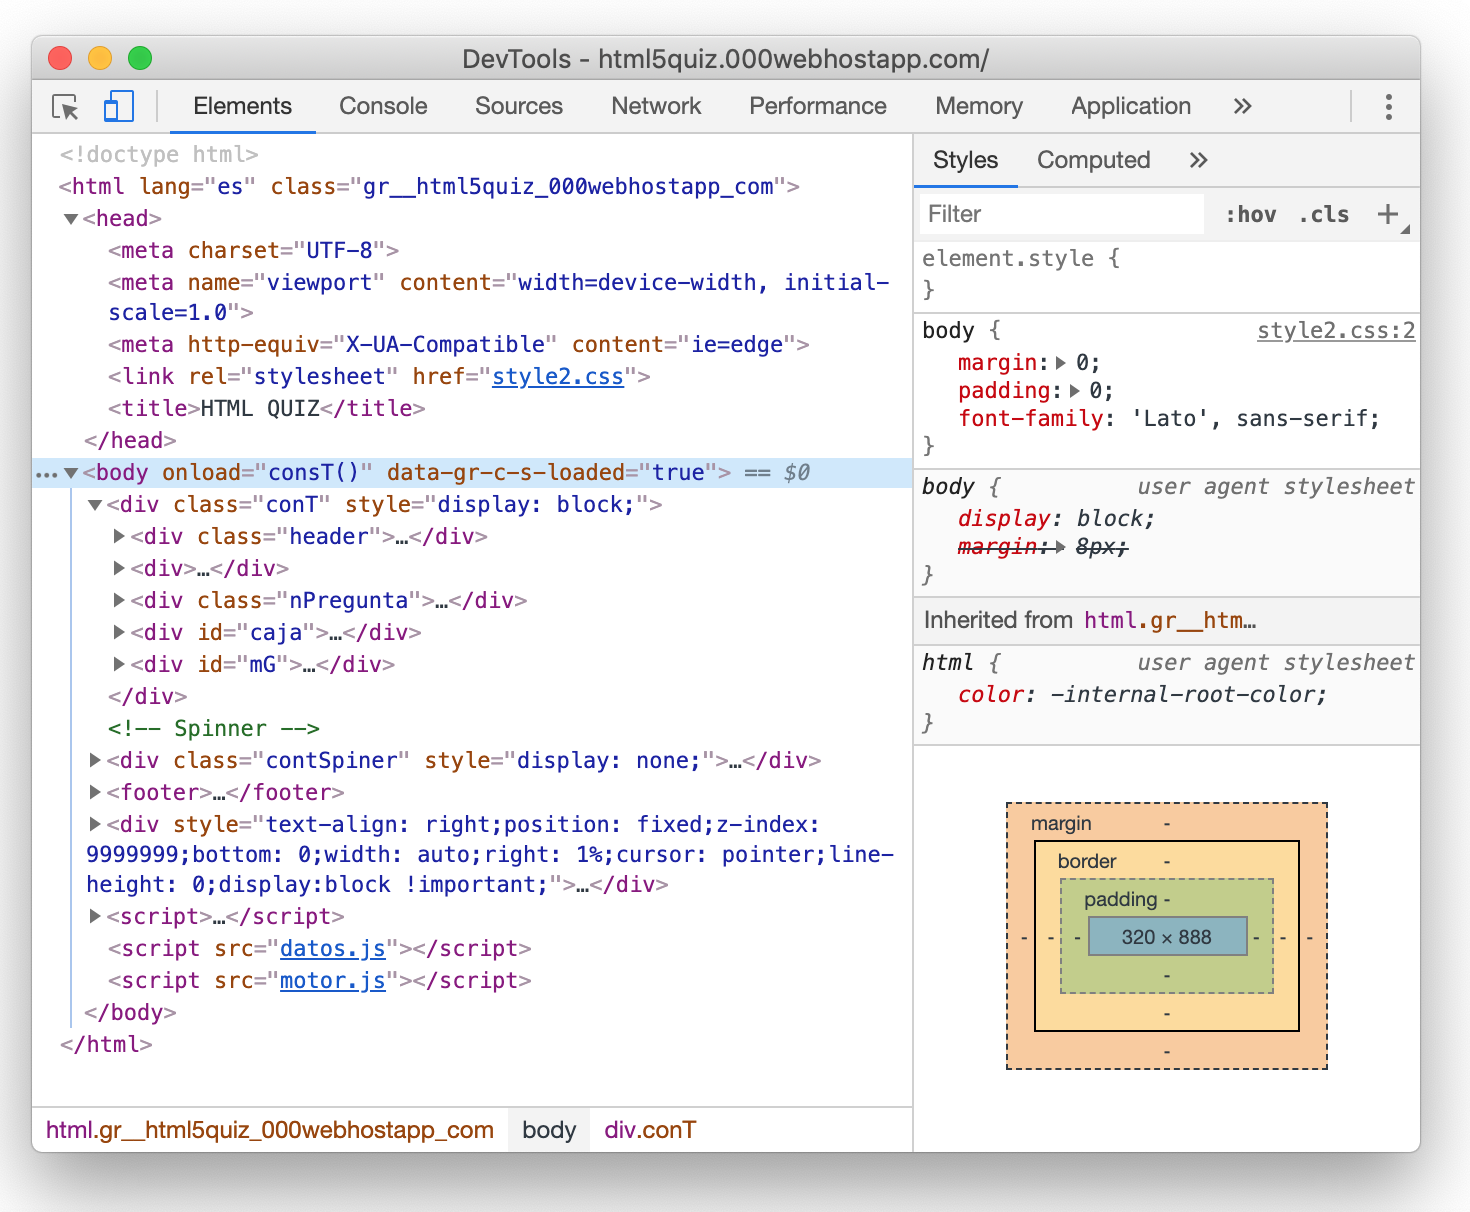 DevTools - html5quiz.000webhostapp.com/
Elements Console Sources Network Performance Memory Application »
<!doctype html>
<html lang="es" class="gr__html5quiz_000webhostapp_com">
▼<head>
<meta charset="UTF-8">
<meta name="viewport" content="width=device-width, initial-
scale=1.0">
<meta http-equiv="X-UA-Compatible" content="ie=edge">
<link rel="stylesheet" href="style2.css">
<title>HTML QUIZ</title>
</head>
…▼<body onload="consT()" data-gr-c-s-loaded="true"> == $0
▼<div class="conT" style="display: block;">
▶<div class="header">…</div>
▶<div>…</div>
▶<div class="nPregunta">…</div>
▶<div id="caja">…</div>
▶<div id="mG">…</div>
</div>
<!-- Spinner -->
▶<div class="contSpiner" style="display: none;">…</div>
▶<footer>…</footer>
▶<div style="text-align: right;position: fixed;z-index:
9999999;bottom: 0;width: auto;right: 1%;cursor: pointer;line-
height: 0;display:block !important;">…</div>
▶<script>…</script>
<script src="datos.js"></script>
<script src="motor.js"></script>
</body>
</html>
html.gr__html5quiz_000webhostapp_com body div.conT
Styles Computed »
Filter :hov .cls +
element.style {
}
body { style2.css:2
margin:▶ 0;
padding:▶ 0;
font-family: 'Lato', sans-serif;
}
body { user agent stylesheet
display: block;
margin:▶ 8px;
}
Inherited from html.gr__htm…
html { user agent stylesheet
color: -internal-root-color;
}
margin -
border -
padding -
- - - 320 × 888 - - -
-
-
-